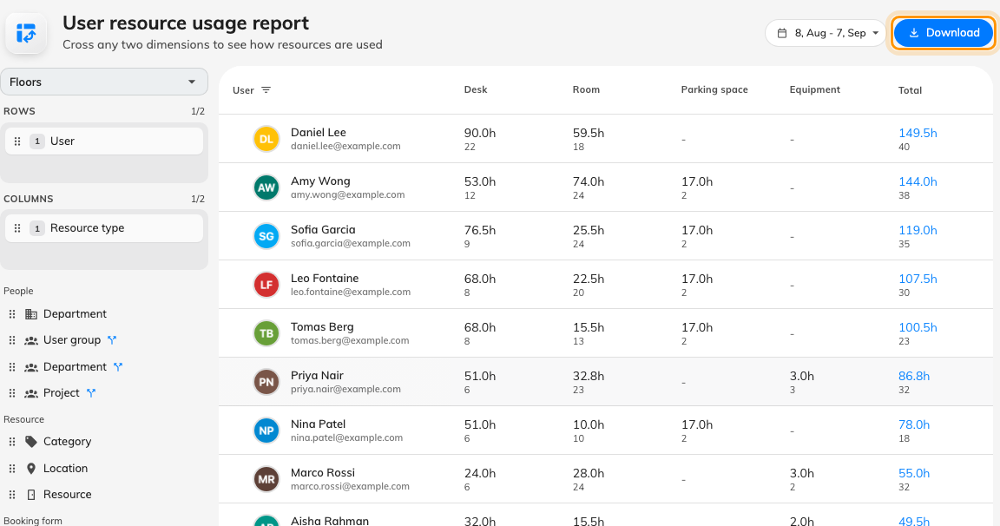 User resource usage report
Cross any two dimensions to see how resources are used
8, Aug - 7, Sep
Download
Floors
ROWS 1/2
1 User
COLUMNS 1/2
1 Resource type
People
Department
User group
Department
Project
Resource
Category
Location
Resource
Booking form
User Desk Room Parking space Equipment Total
DL Daniel Lee 90.0h 59.5h - - 149.5h
daniel.lee@example.com 22 18 40
AW Amy Wong 53.0h 74.0h 17.0h - 144.0h
amy.wong@example.com 12 24 2 38
SG Sofia Garcia 76.5h 25.5h 17.0h - 119.0h
sofia.garcia@example.com 9 24 2 35
LF Leo Fontaine 68.0h 22.5h 17.0h - 107.5h
leo.fontaine@example.com 8 20 2 30
TB Tomas Berg 68.0h 15.5h 17.0h - 100.5h
tomas.berg@example.com 8 13 2 23
PN Priya Nair 51.0h 32.8h - 3.0h 86.8h
priya.nair@example.com 6 23 3 32
NP Nina Patel 51.0h 10.0h 17.0h - 78.0h
nina.patel@example.com 6 10 2 18
MR Marco Rossi 24.0h 28.0h - 3.0h 55.0h
marco.rossi@example.com 6 24 2 32
Aisha Rahman 32.0h 15.5h 2.0h 49.5h